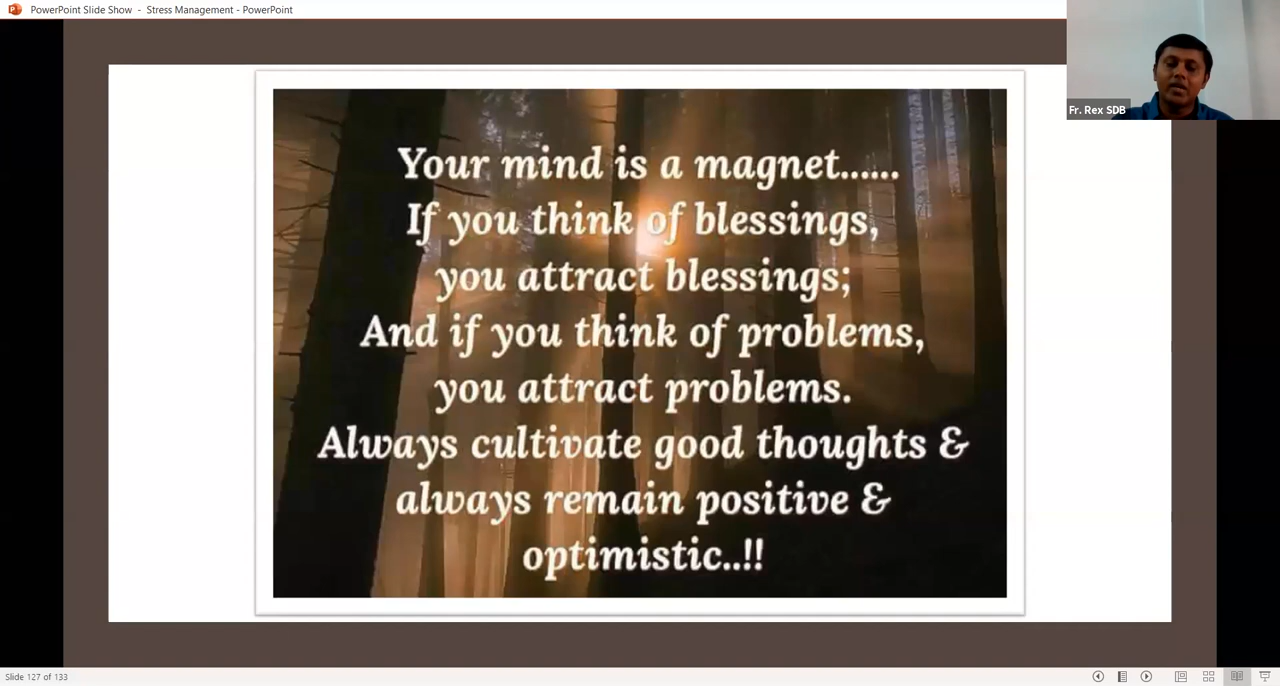 PowerPoint Slide Show - Stress Management - PowerPoint
Fr. Rex SDB
Your mind is a magnet......
If you think of blessings,
you attract blessings;
And if you think of problems,
you attract problems.
Always cultivate good thoughts &
always remain positive &
optimistic..!!
Slide 127 of 133